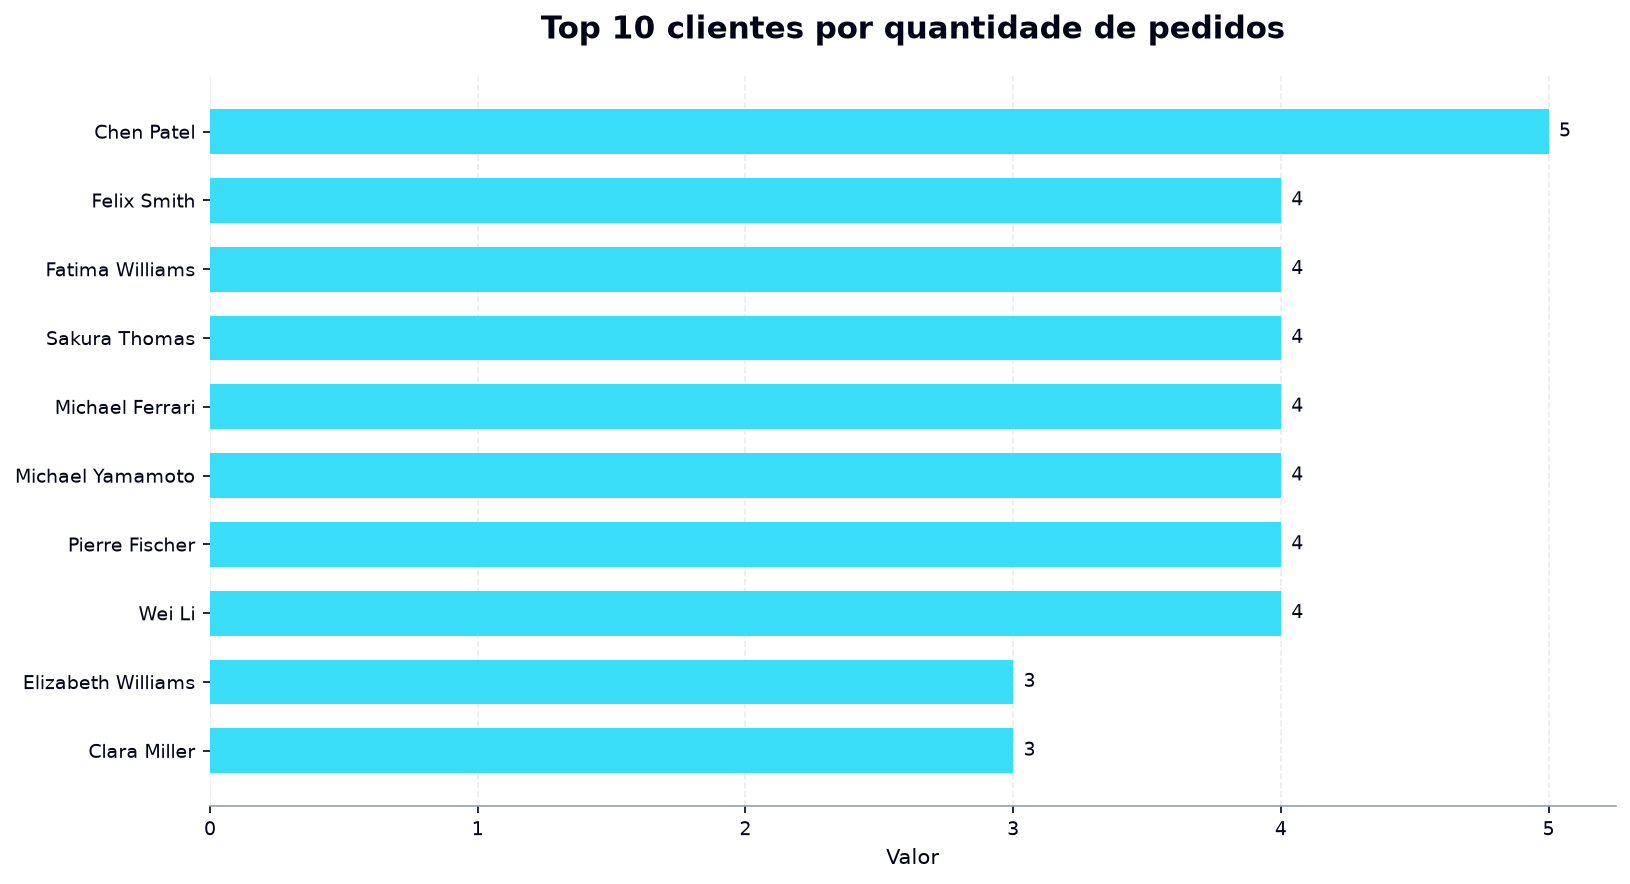 Top 10 clientes por quantidade de pedidos
Chen Patel 5
Felix Smith 4
Fatima Williams 4
Sakura Thomas 4
Michael Ferrari 4
Michael Yamamoto 4
Pierre Fischer 4
Wei Li 4
Elizabeth Williams 3
Clara Miller 3
0 1 2 3 4 5
Valor